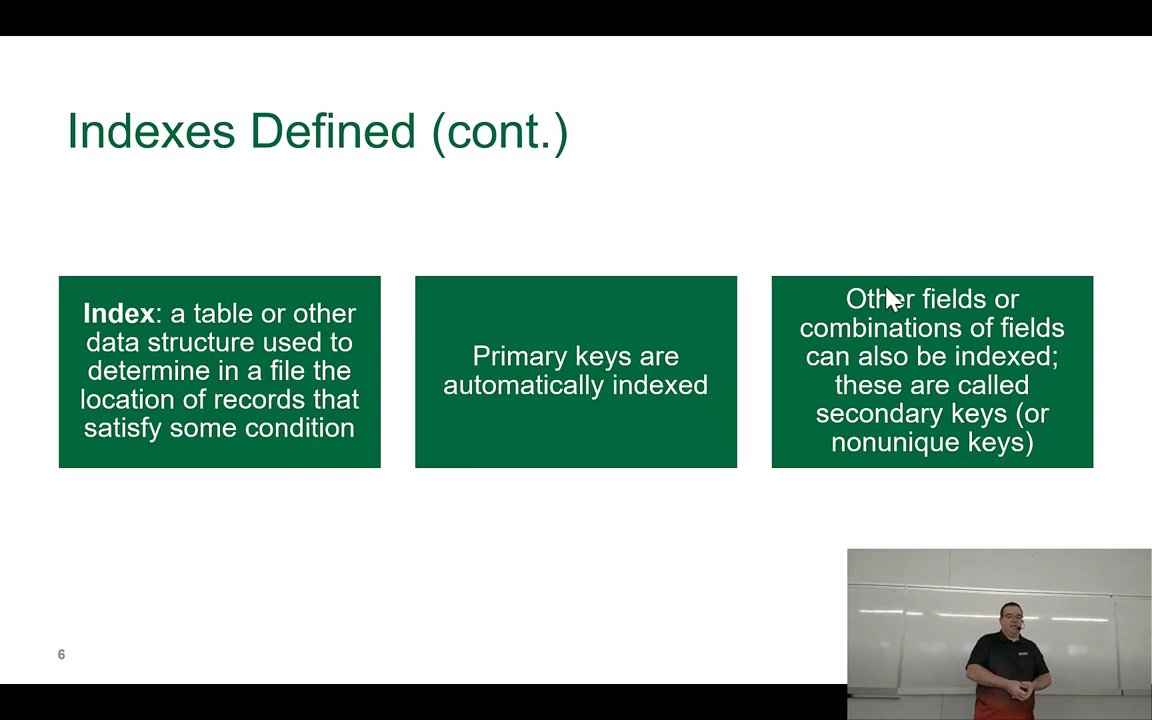 Indexes Defined (cont.)
Index: a table or other
data structure used to
determine in a file the
location of records that
satisfy some condition
Primary keys are
automatically indexed
Other fields or
combinations of fields
can also be indexed;
these are called
secondary keys (or
nonunique keys)
6